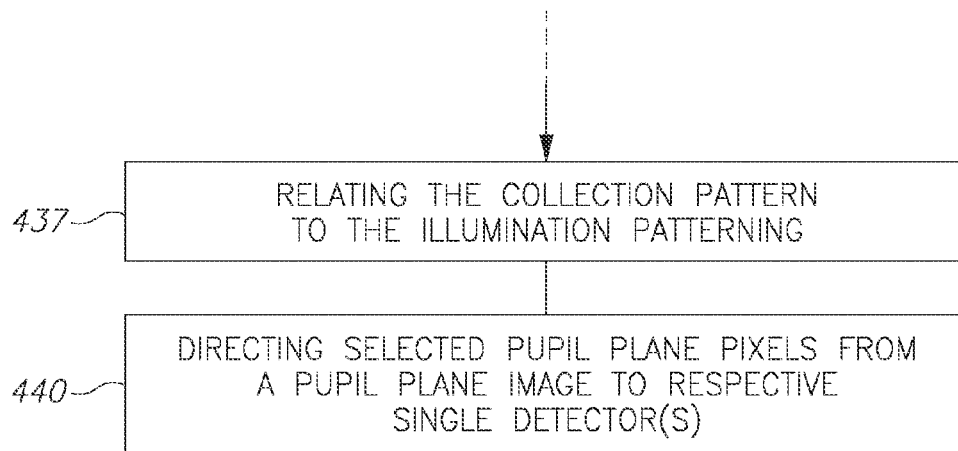 437
RELATING THE COLLECTION PATTERN
TO THE ILLUMINATION PATTERNING
440
DIRECTING SELECTED PUPIL PLANE PIXELS FROM
A PUPIL PLANE IMAGE TO RESPECTIVE
SINGLE DETECTOR(S)